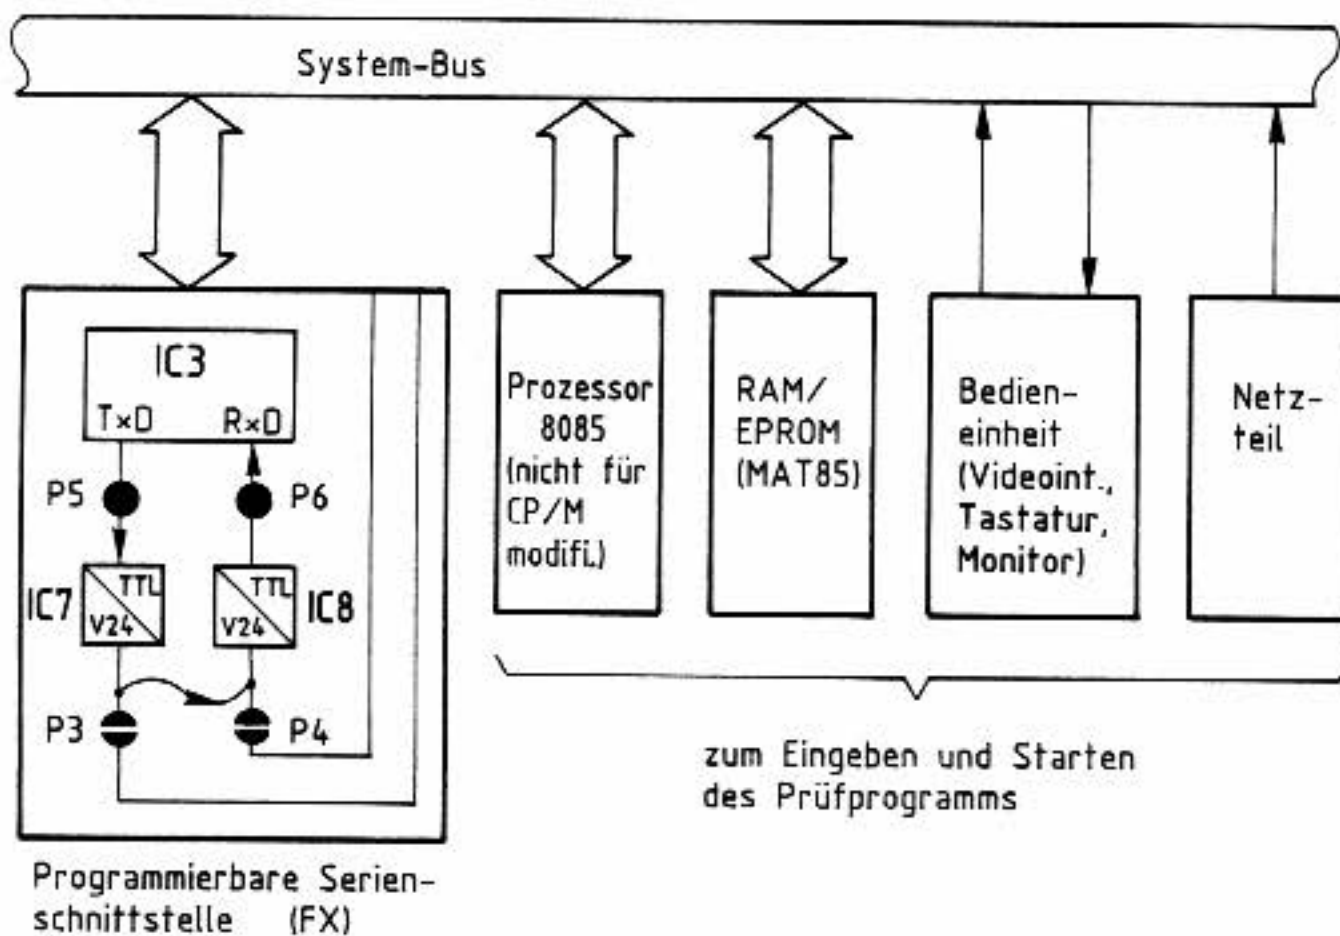 System-Bus
IC3
TxD RxD
P5
P6
IC7
TTL
V24
TTL
V24
IC8
P3
P4
Programmierbare Serien-
schnittstelle (FX)
Prozessor
8085
(nicht für
CP/M
modifi.)
RAM/
EPROM
(MAT85)
Bedien-
einheit
(Videoint.,
Tastatur,
Monitor)
Netz-
teil
zum Eingeben und Starten
des Prüfprogramms